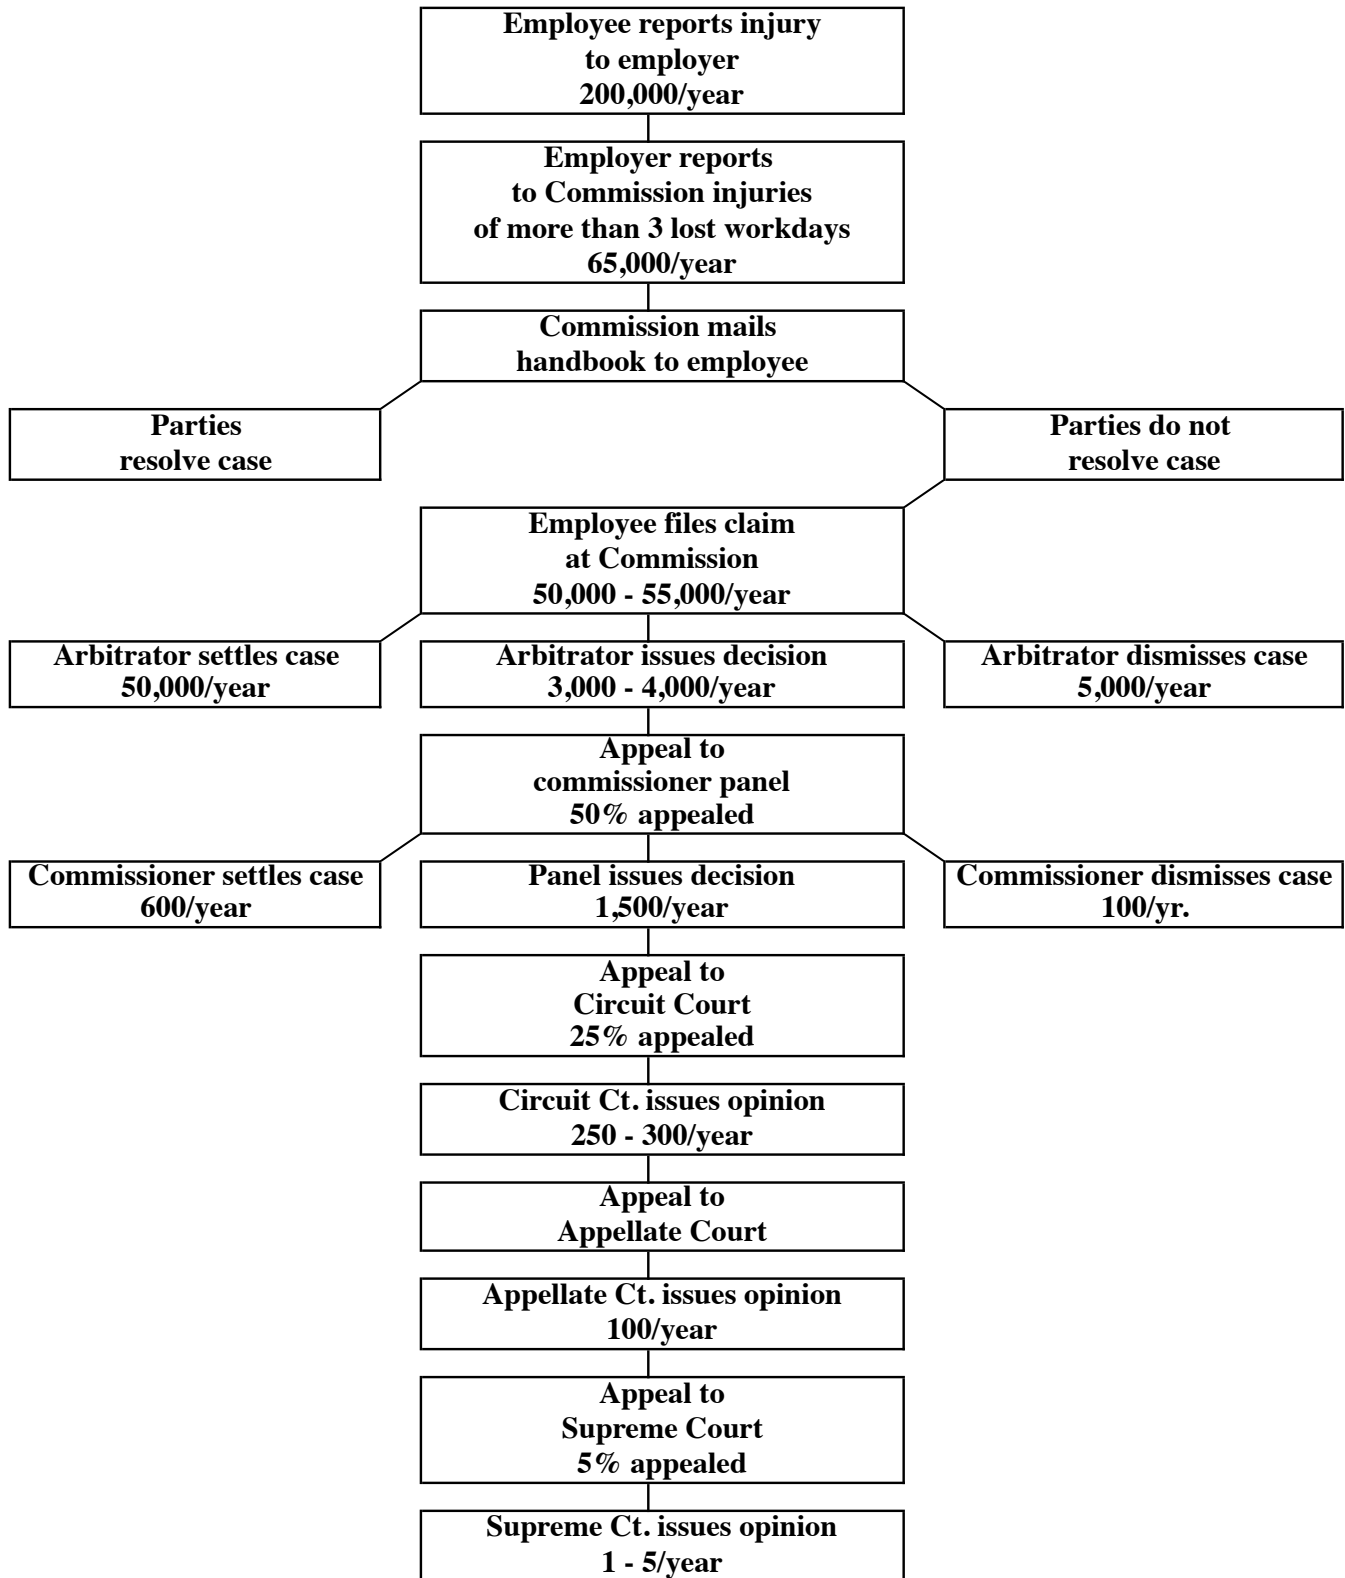 Employee reports injury
to employer
200,000/year
Employer reports
to Commission injuries
of more than 3 lost workdays
65,000/year
Commission mails
handbook to employee
Parties
resolve case
Parties do not
resolve case
Employee files claim
at Commission
50,000 - 55,000/year
Arbitrator settles case
50,000/year
Arbitrator issues decision
3,000 - 4,000/year
Arbitrator dismisses case
5,000/year
Appeal to
commissioner panel
50% appealed
Commissioner settles case
600/year
Panel issues decision
1,500/year
Commissioner dismisses case
100/yr.
Appeal to
Circuit Court
25% appealed
Circuit Ct. issues opinion
250 - 300/year
Appeal to
Appellate Court
Appellate Ct. issues opinion
100/year
Appeal to
Supreme Court
5% appealed
Supreme Ct. issues opinion
1 - 5/year